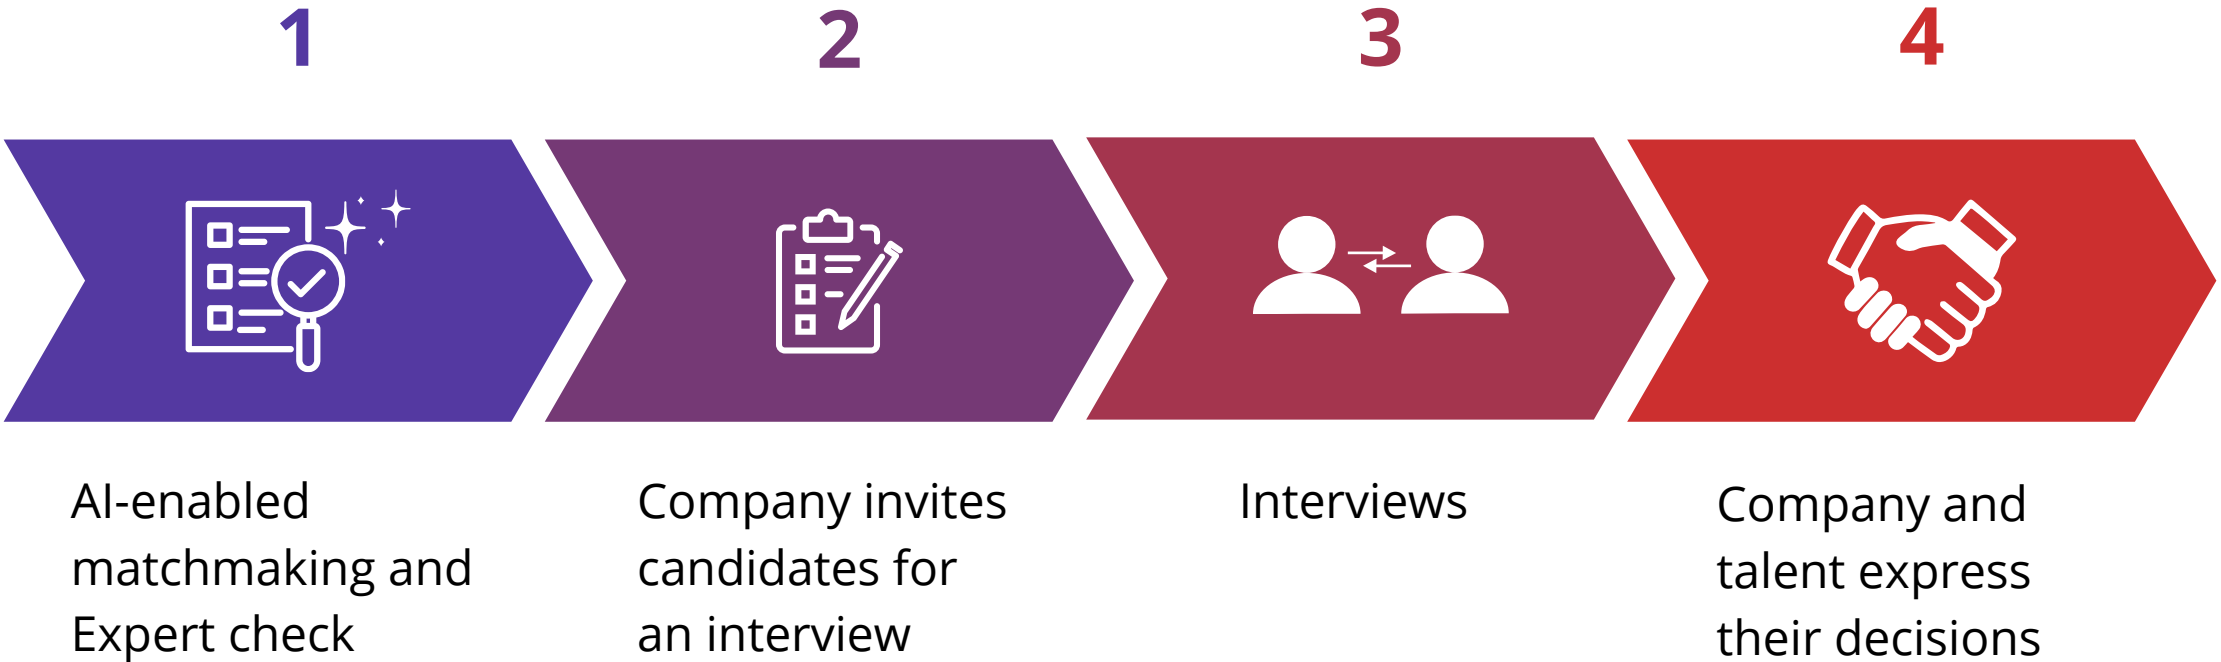 1
2
3
4
AI-enabled
matchmaking and
Expert check
Company invites
candidates for
an interview
Interviews
Company and
talent express
their decisions